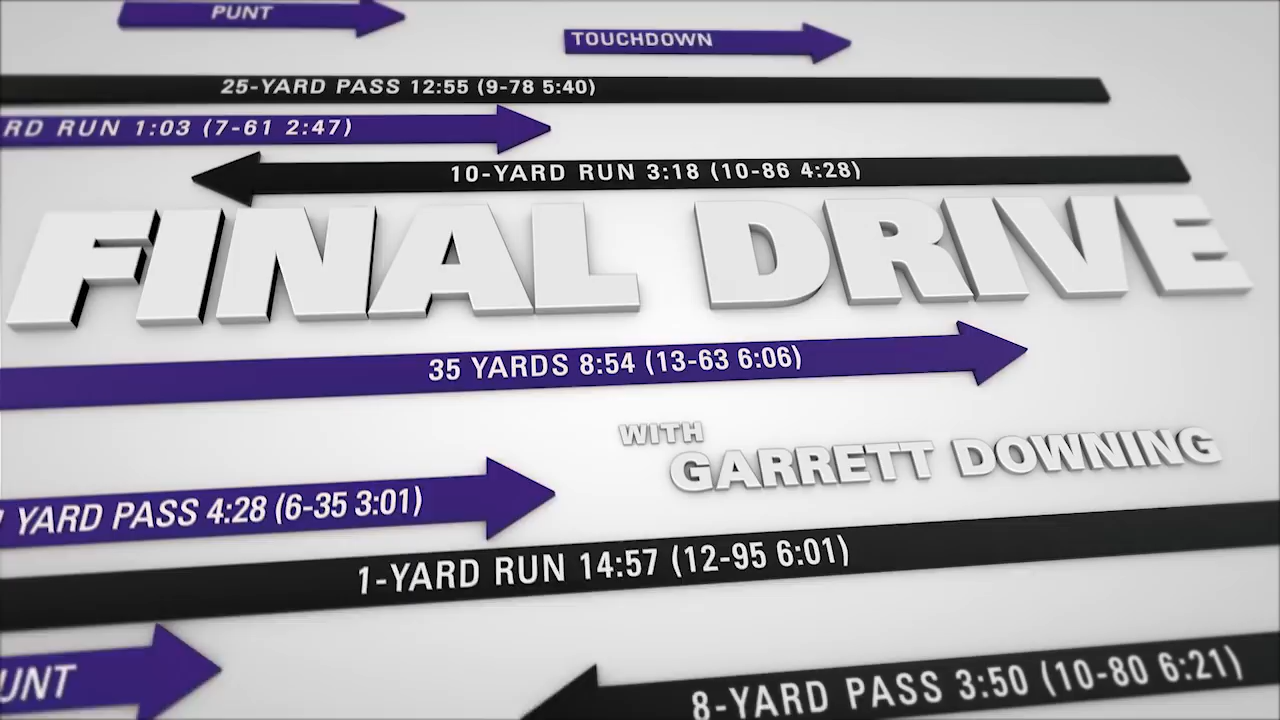 PUNT
TOUCHDOWN
25-YARD PASS 12:55 (9-78 5:40)
RD RUN 1:03 (7-61 2:47)
10-YARD RUN 3:18 (10-86 4:28)
FINAL DRIVE
35 YARDS 8:54 (13-63 6:06)
WITH
GARRETT DOWNING
YARD PASS 4:28 (6-35 3:01)
1-YARD RUN 14:57 (12-95 6:01)
UNT
8-YARD PASS 3:50 (10-80 6:21)